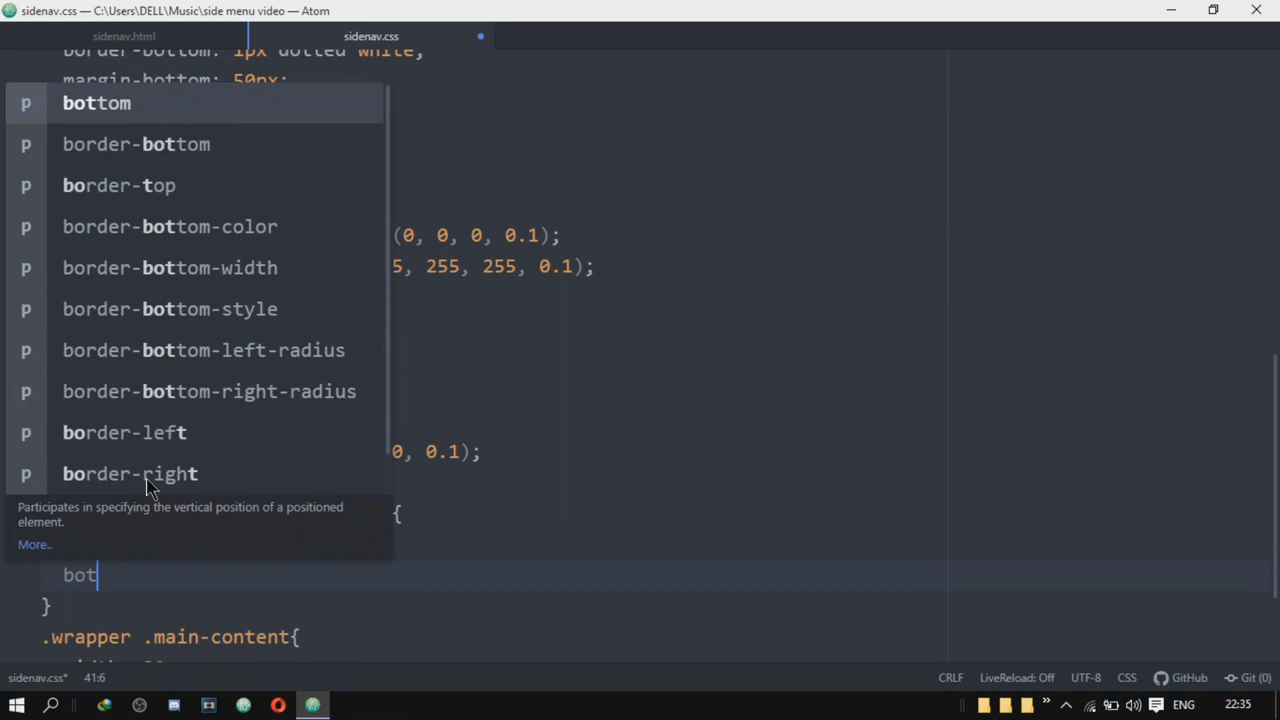 sidenav.css — C:\Users\DELL\Music\side menu video — Atom
sidenav.html
sidenav.css
border-bottom: 1px dotted white;
margin-bottom: 50px;
p bottom
p border-bottom
p border-top
p border-bottom-color
(0, 0, 0, 0.1);
p border-bottom-width
5, 255, 255, 0.1);
p border-bottom-style
p border-bottom-left-radius
p border-bottom-right-radius
p border-left
0, 0.1);
p border-right
Participates in specifying the vertical position of a positioned
element.
{
More..
bot
}
.wrapper .main-content{
sidenav.css* 41:6 CRLF LiveReload: Off UTF-8 CSS GitHub Git (0)
ENG 22:35